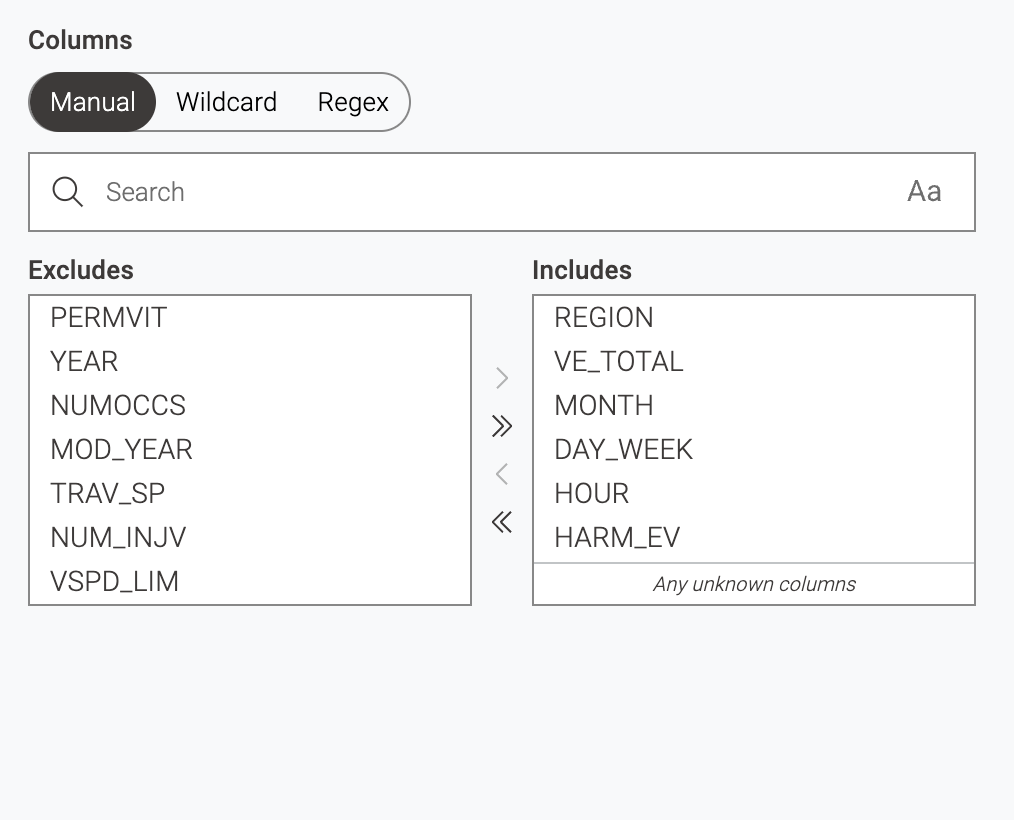 Columns
Manual Wildcard Regex
Search Aa
Excludes
PERMVIT
YEAR
NUMOCCS
MOD_YEAR
TRAV_SP
NUM_INJV
VSPD_LIM
Includes
REGION
VE_TOTAL
MONTH
DAY_WEEK
HOUR
HARM_EV
Any unknown columns